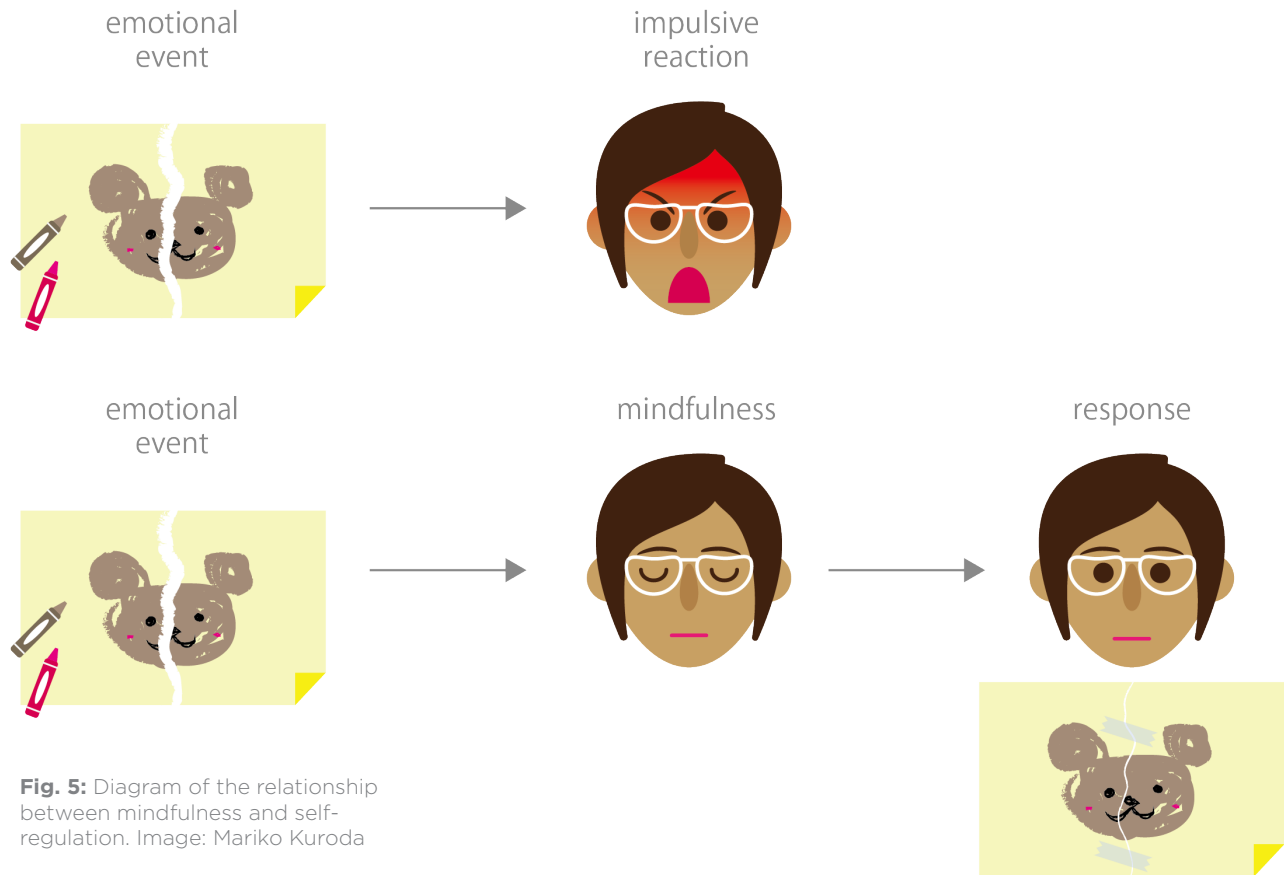 emotional
event
impulsive
reaction
emotional
event
mindfulness
response
Fig. 5: Diagram of the relationship
between mindfulness and self-
regulation. Image: Mariko Kuroda